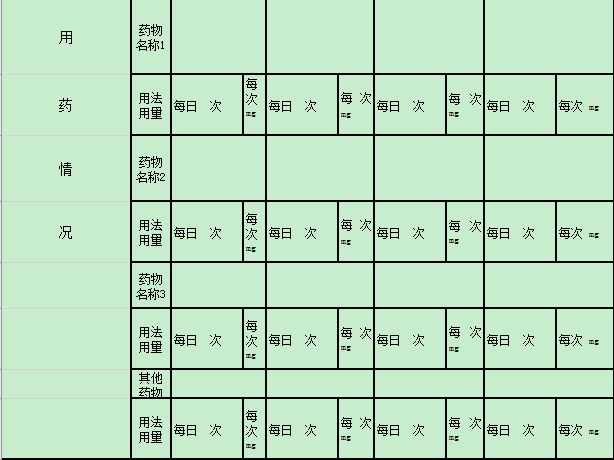 用 药物
名称1
药 用法
用量 每日 次 每
次
mg 每日 次 每 次
mg 每日 次 每 次
mg 每日 次 每次 mg
情 药物
名称2
况 用法
用量 每日 次 每
次
mg 每日 次 每 次
mg 每日 次 每 次
mg 每日 次 每次 mg
药物
名称3
用法
用量 每日 次 每
次
mg 每日 次 每 次
mg 每日 次 每 次
mg 每日 次 每次 mg
其他
药物
用法
用量 每日 次 每
次
mg 每日 次 每 次
mg 每日 次 每 次
mg 每日 次 每次 mg